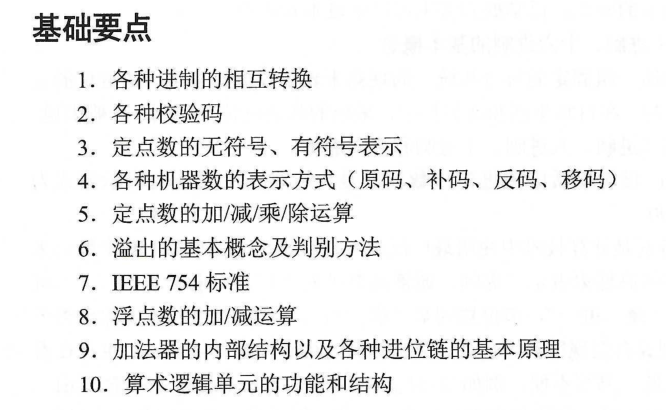 基础要点
1. 各种进制的相互转换
2. 各种校验码
3. 定点数的无符号、有符号表示
4. 各种机器数的表示方式（原码、补码、反码、移码）
5. 定点数的加/减/乘/除运算
6. 溢出的基本概念及判别方法
7. IEEE 754 标准
8. 浮点数的加/减运算
9. 加法器的内部结构以及各种进位链的基本原理
10. 算术逻辑单元的功能和结构